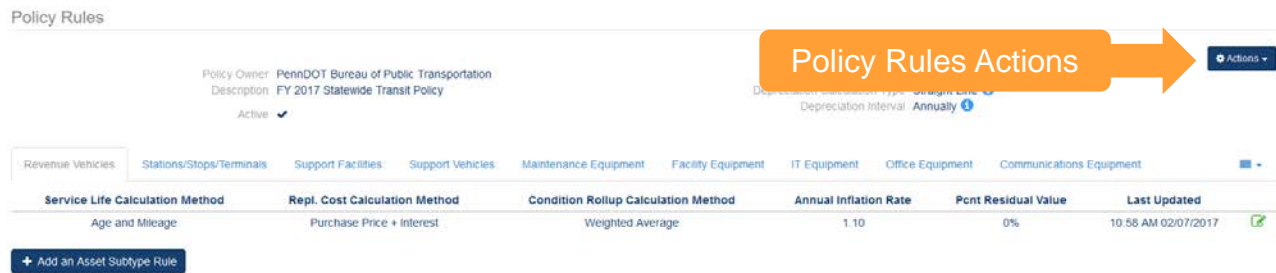 Policy Rules
Policy Rules Actions
Actions
Policy Owner PennDOT Bureau of Public Transportation
Description FY 2017 Statewide Transit Policy
Depreciation Calculation Type Straight Line
Depreciation Interval Annually
Active
Revenue Vehicles Stations/Stops/Terminals Support Facilities Support Vehicles Maintenance Equipment Facility Equipment IT Equipment Office Equipment Communications Equipment
Service Life Calculation Method Repl. Cost Calculation Method Condition Rollup Calculation Method Annual Inflation Rate Pcnt Residual Value Last Updated
Age and Mileage Purchase Price + Interest Weighted Average 1.10 0% 10:58 AM 02/07/2017
+ Add an Asset Subtype Rule